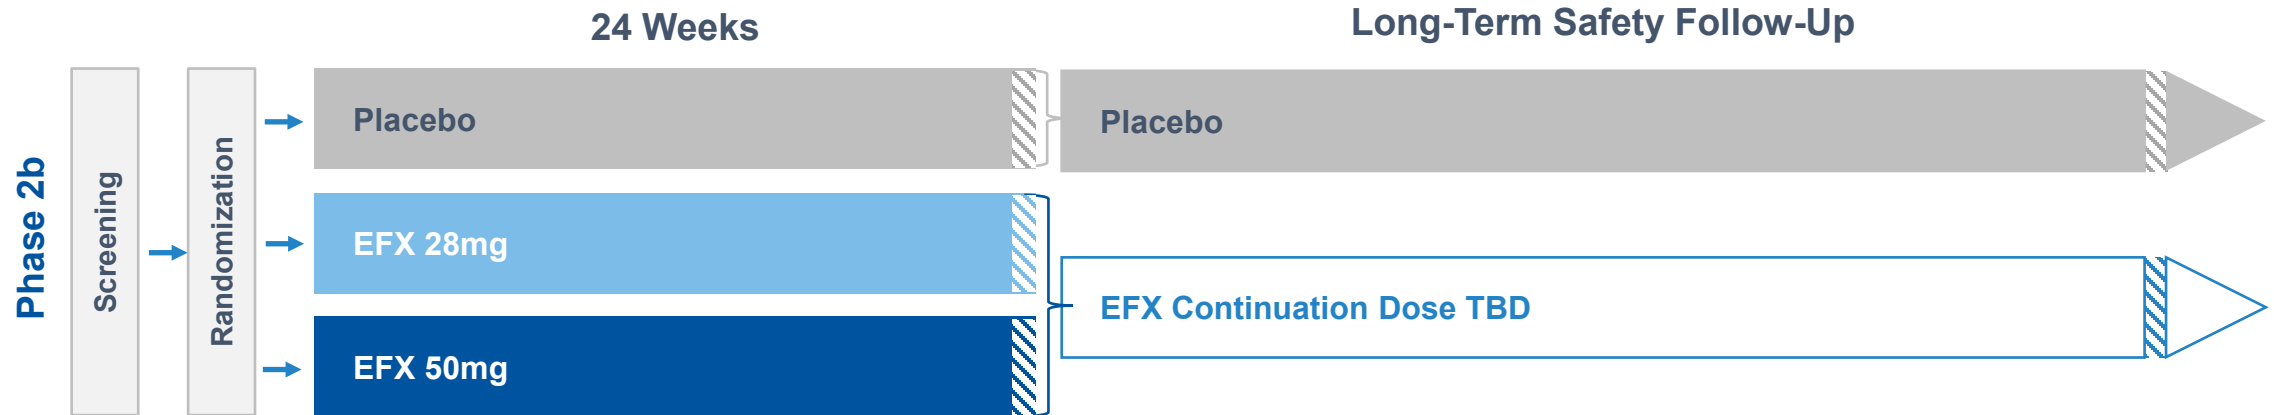 24 Weeks
Long-Term Safety Follow-Up
Phase 2b
Screening
Randomization
Placebo
Placebo
EFX 28mg
EFX Continuation Dose TBD
EFX 50mg